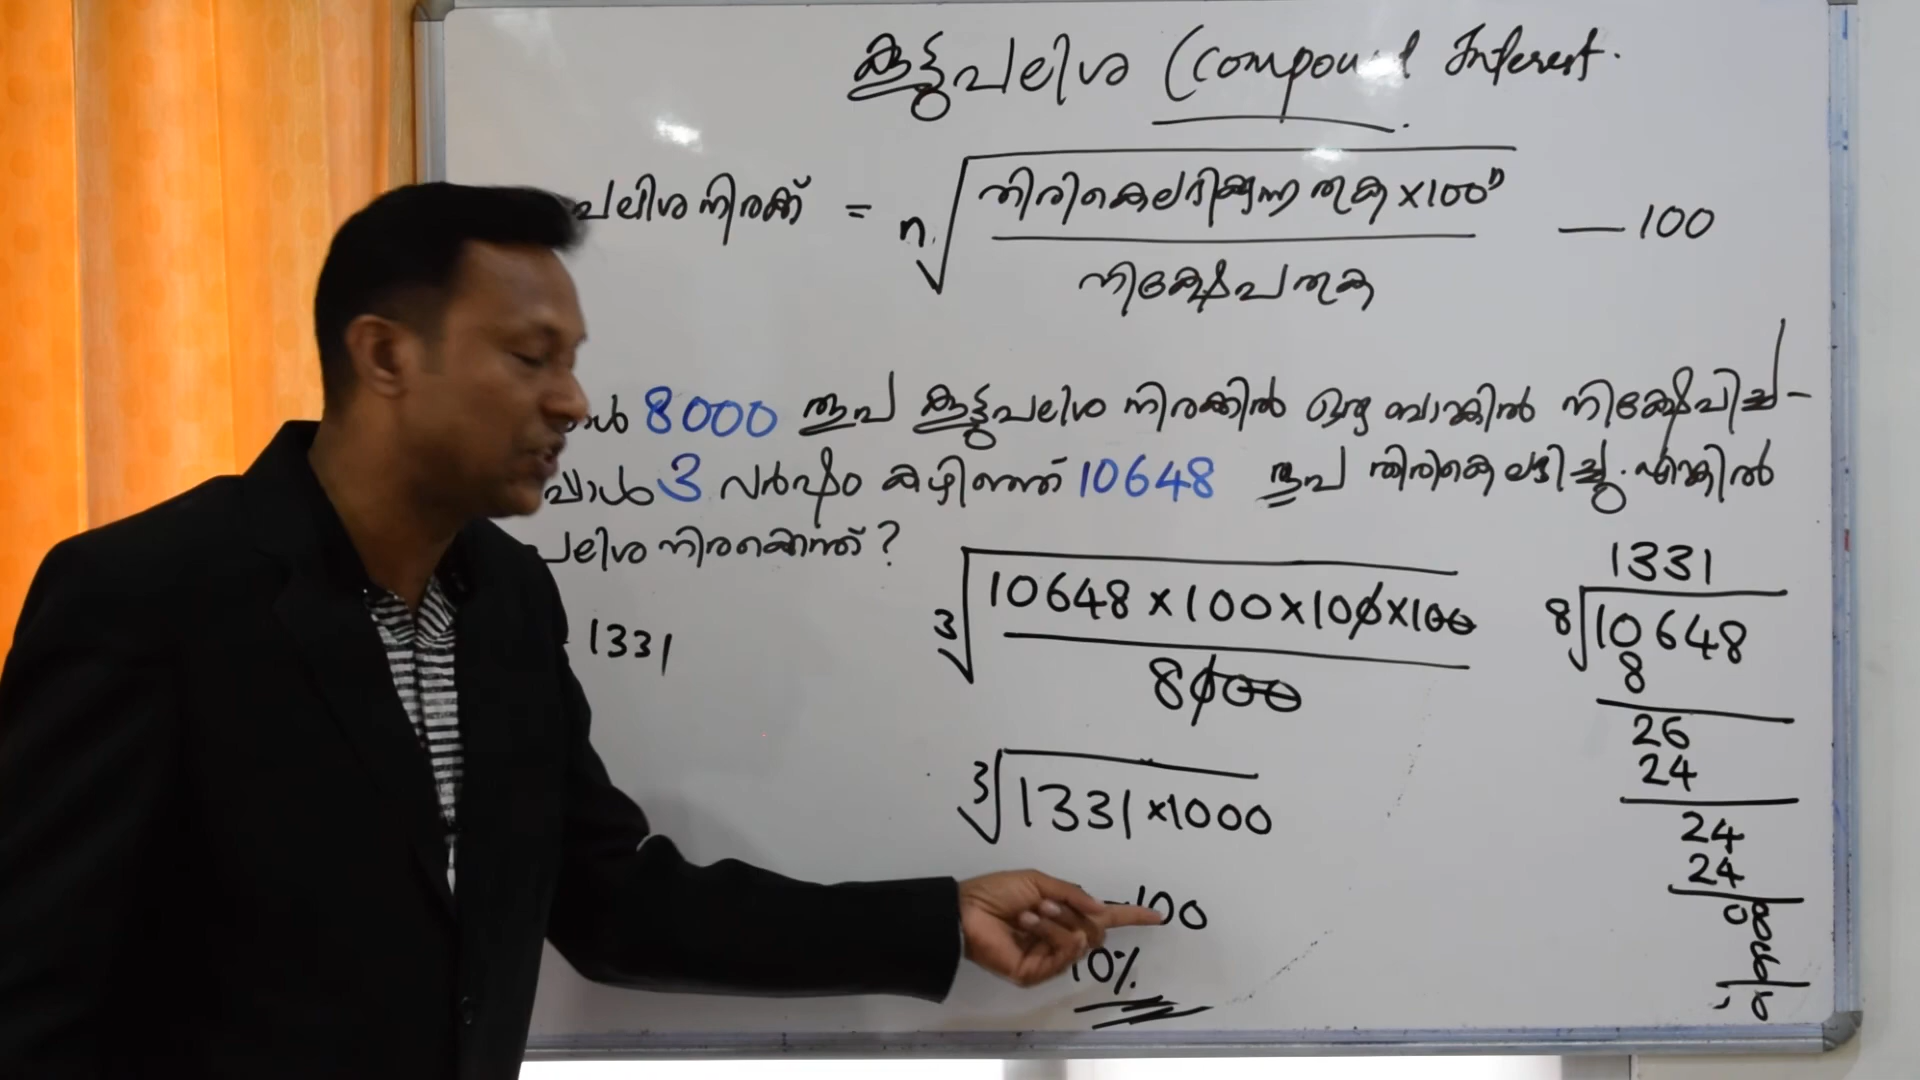 കൂട്ടുപലിശ (Compound Interest.
പലിശനിരക്ക് = n√ തിരികെലഭിക്കുന്ന തുക ×100ⁿ — 100
നിക്ഷേപതുക
8000 രൂപ കൂട്ടുപലിശ നിരക്കിൽ ഒരു ബാങ്കിൽ നിക്ഷേപിച്ച-
പ്പോൾ 3 വർഷം കഴിഞ്ഞ് 10648 രൂപ തിരികെ ലഭിച്ചു. എങ്കിൽ
പലിശ നിരക്കെന്ത് ?
1331
3√ 10648 × 100 × 100 × 100
8000
3√ 1331 × 1000
-100
10%
1331
8√10648
8
26
24
24
24
08
8
0